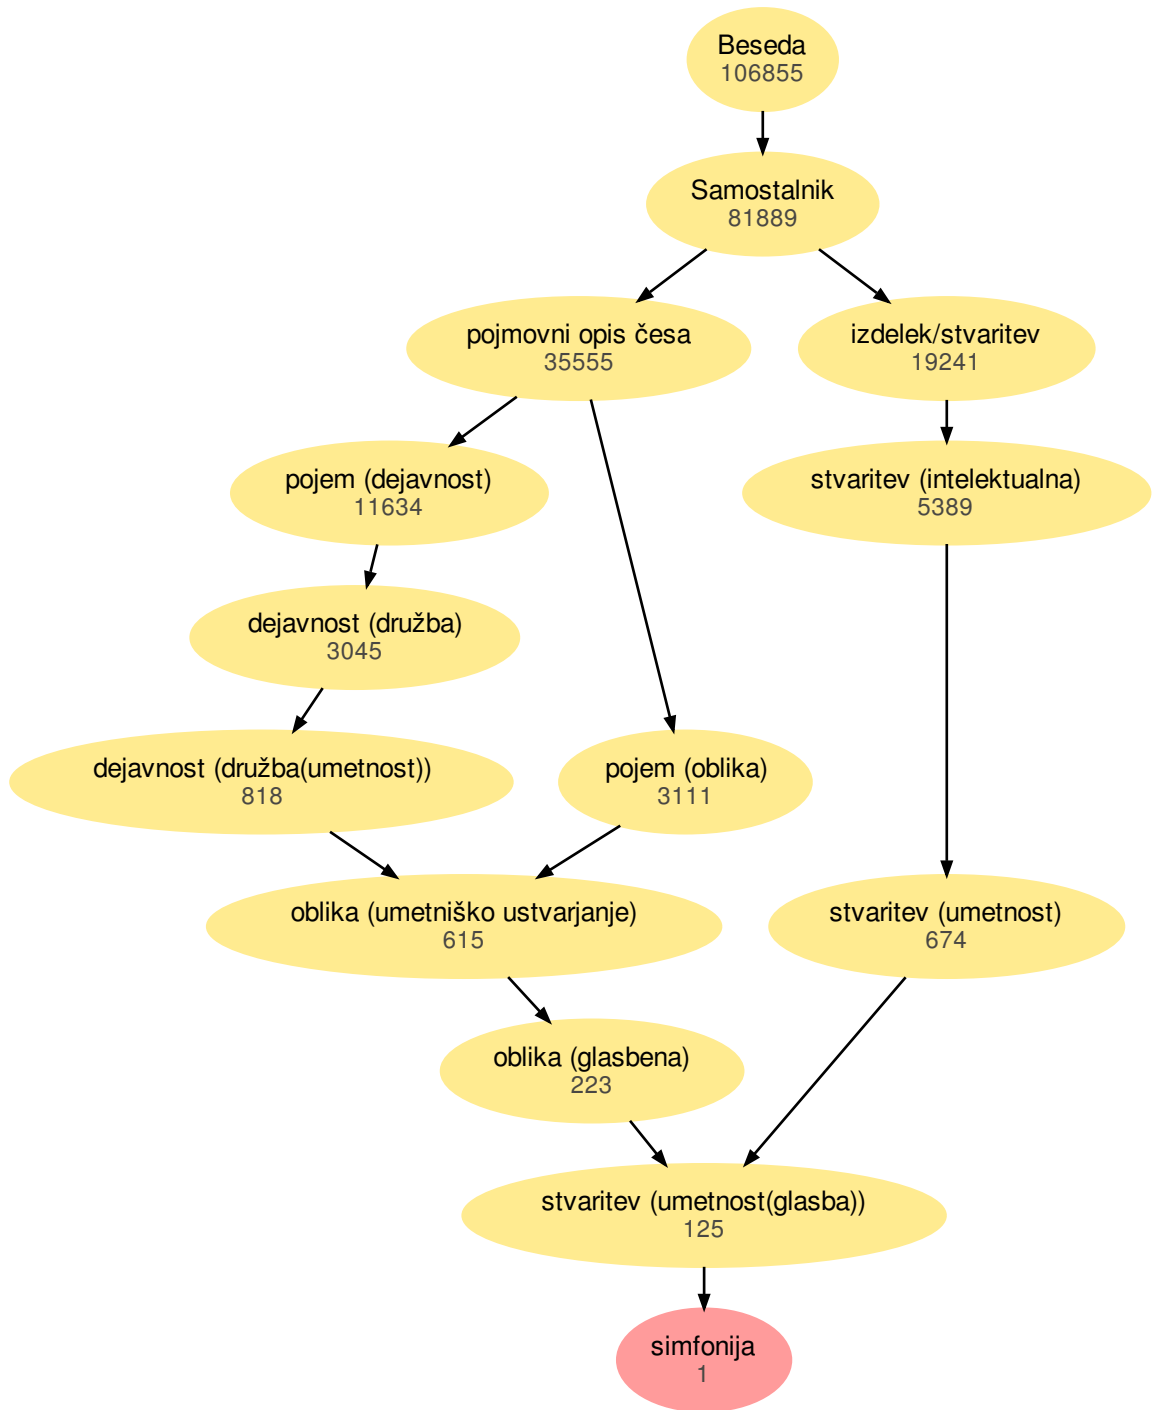 Beseda
106855
Samostalnik
81889
pojmovni opis česa
35555
izdelek/stvaritev
19241
pojem (dejavnost)
11634
stvaritev (intelektualna)
5389
dejavnost (družba)
3045
dejavnost (družba(umetnost))
818
pojem (oblika)
3111
oblika (umetniško ustvarjanje)
615
stvaritev (umetnost)
674
oblika (glasbena)
223
stvaritev (umetnost(glasba))
125
simfonija
1